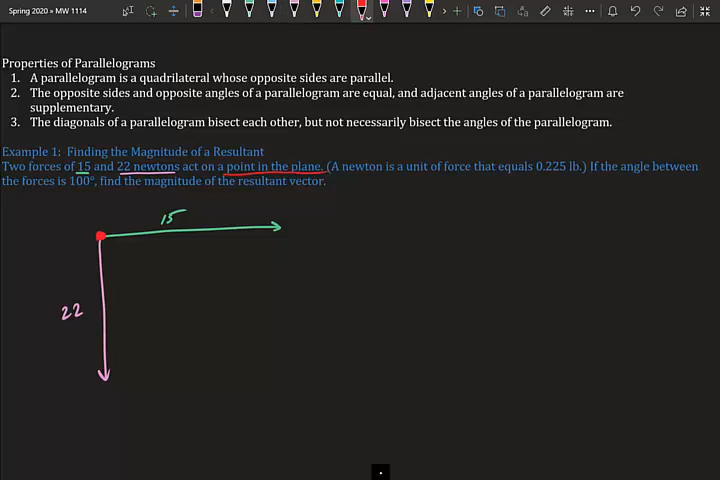 Spring 2020 » MW 1114
Properties of Parallelograms
1. A parallelogram is a quadrilateral whose opposite sides are parallel.
2. The opposite sides and opposite angles of a parallelogram are equal, and adjacent angles of a parallelogram are
supplementary.
3. The diagonals of a parallelogram bisect each other, but not necessarily bisect the angles of the parallelogram.
Example 1: Finding the Magnitude of a Resultant
Two forces of 15 and 22 newtons act on a point in the plane. (A newton is a unit of force that equals 0.225 lb.) If the angle between
the forces is 100°, find the magnitude of the resultant vector.
15
22